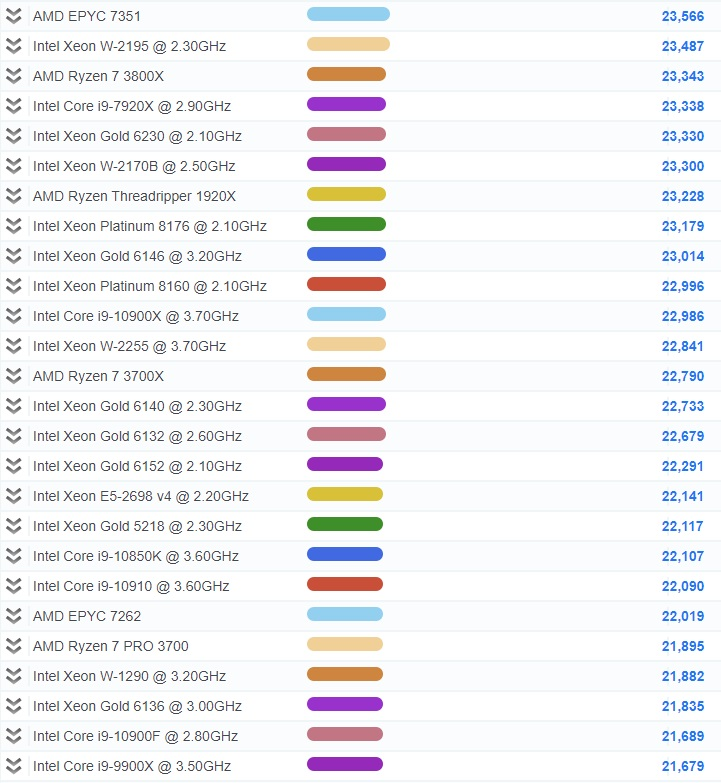 AMD EPYC 7351 23,566
Intel Xeon W-2195 @ 2.30GHz 23,487
AMD Ryzen 7 3800X 23,343
Intel Core i9-7920X @ 2.90GHz 23,338
Intel Xeon Gold 6230 @ 2.10GHz 23,330
Intel Xeon W-2170B @ 2.50GHz 23,300
AMD Ryzen Threadripper 1920X 23,228
Intel Xeon Platinum 8176 @ 2.10GHz 23,179
Intel Xeon Gold 6146 @ 3.20GHz 23,014
Intel Xeon Platinum 8160 @ 2.10GHz 22,996
Intel Core i9-10900X @ 3.70GHz 22,986
Intel Xeon W-2255 @ 3.70GHz 22,841
AMD Ryzen 7 3700X 22,790
Intel Xeon Gold 6140 @ 2.30GHz 22,733
Intel Xeon Gold 6132 @ 2.60GHz 22,679
Intel Xeon Gold 6152 @ 2.10GHz 22,291
Intel Xeon E5-2698 v4 @ 2.20GHz 22,141
Intel Xeon Gold 5218 @ 2.30GHz 22,117
Intel Core i9-10850K @ 3.60GHz 22,107
Intel Core i9-10910 @ 3.60GHz 22,090
AMD EPYC 7262 22,019
AMD Ryzen 7 PRO 3700 21,895
Intel Xeon W-1290 @ 3.20GHz 21,882
Intel Xeon Gold 6136 @ 3.00GHz 21,835
Intel Core i9-10900F @ 2.80GHz 21,689
Intel Core i9-9900X @ 3.50GHz 21,679